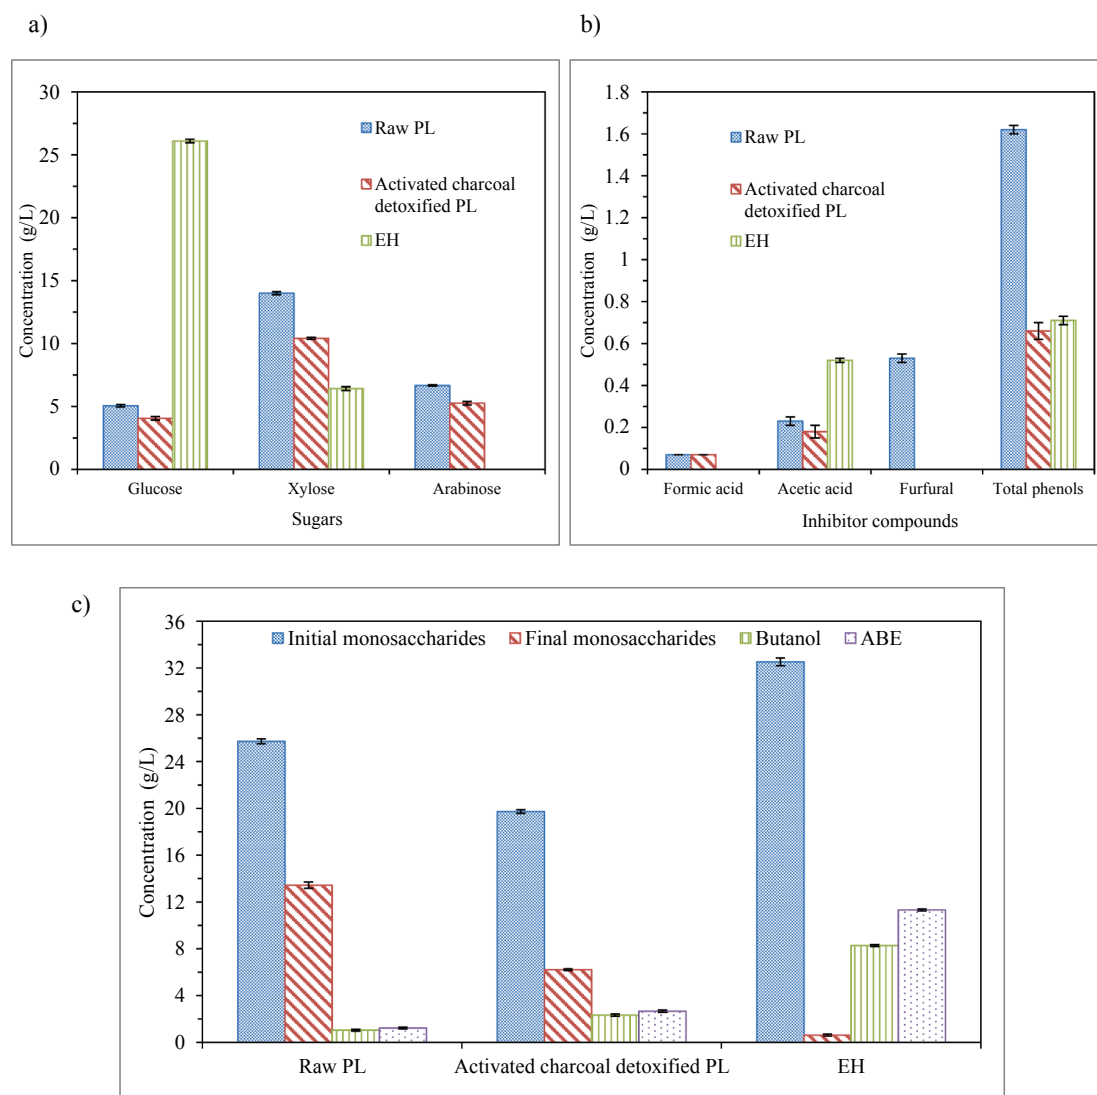 a)
30
25
20
15
10
5
0
Concentration (g/L)
Raw PL
Activated charcoal
detoxified PL
EH
Glucose
Xylose
Arabinose
Sugars
b)
1.8
1.6
1.4
1.2
1
0.8
0.6
0.4
0.2
0
Concentration (g/L)
Raw PL
Activated charcoal
detoxified PL
EH
Formic acid
Acetic acid
Furfural
Total phenols
Inhibitor compounds
c)
36
32
28
24
20
16
12
8
4
0
Concentration (g/L)
Initial monosaccharides
Final monosaccharides
Butanol
ABE
Raw PL
Activated charcoal detoxified PL
EH